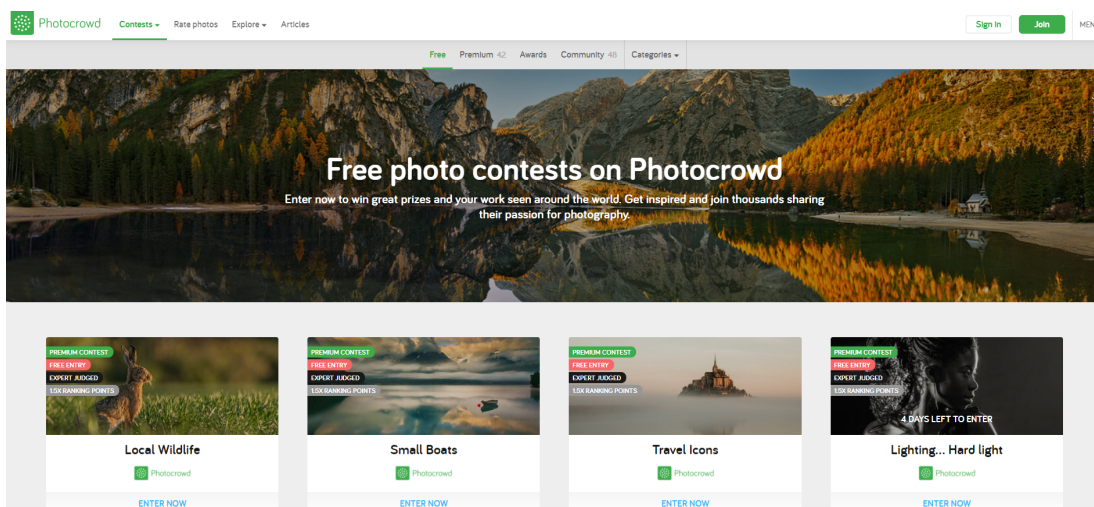 Photocrowd Contests Rate photos Explore Articles Sign in Join MEN
Free Premium 42 Awards Community 48 Categories
Free photo contests on Photocrowd
Enter now to win great prizes and your work seen around the world. Get inspired and join thousands sharing
their passion for photography.
PREMIUM CONTEST
FREE ENTRY
EXPERT JUDGED
1.5X RANKING POINTS
Local Wildlife
Photocrowd
ENTER NOW
PREMIUM CONTEST
FREE ENTRY
EXPERT JUDGED
1.5X RANKING POINTS
Small Boats
Photocrowd
ENTER NOW
PREMIUM CONTEST
FREE ENTRY
EXPERT JUDGED
1.5X RANKING POINTS
Travel Icons
Photocrowd
ENTER NOW
PREMIUM CONTEST
FREE ENTRY
EXPERT JUDGED
1.5X RANKING POINTS
4 DAYS LEFT TO ENTER
Lighting... Hard light
Photocrowd
ENTER NOW